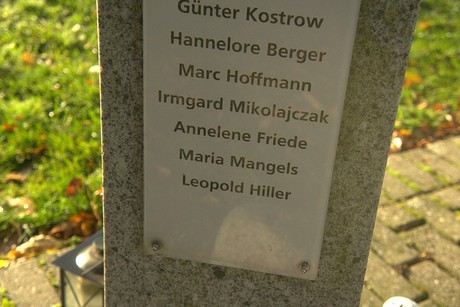 Günter Kostrow
Hannelore Berger
Marc Hoffmann
Irmgard Mikolajczak
Annelene Friede
Maria Mangels
Leopold Hiller